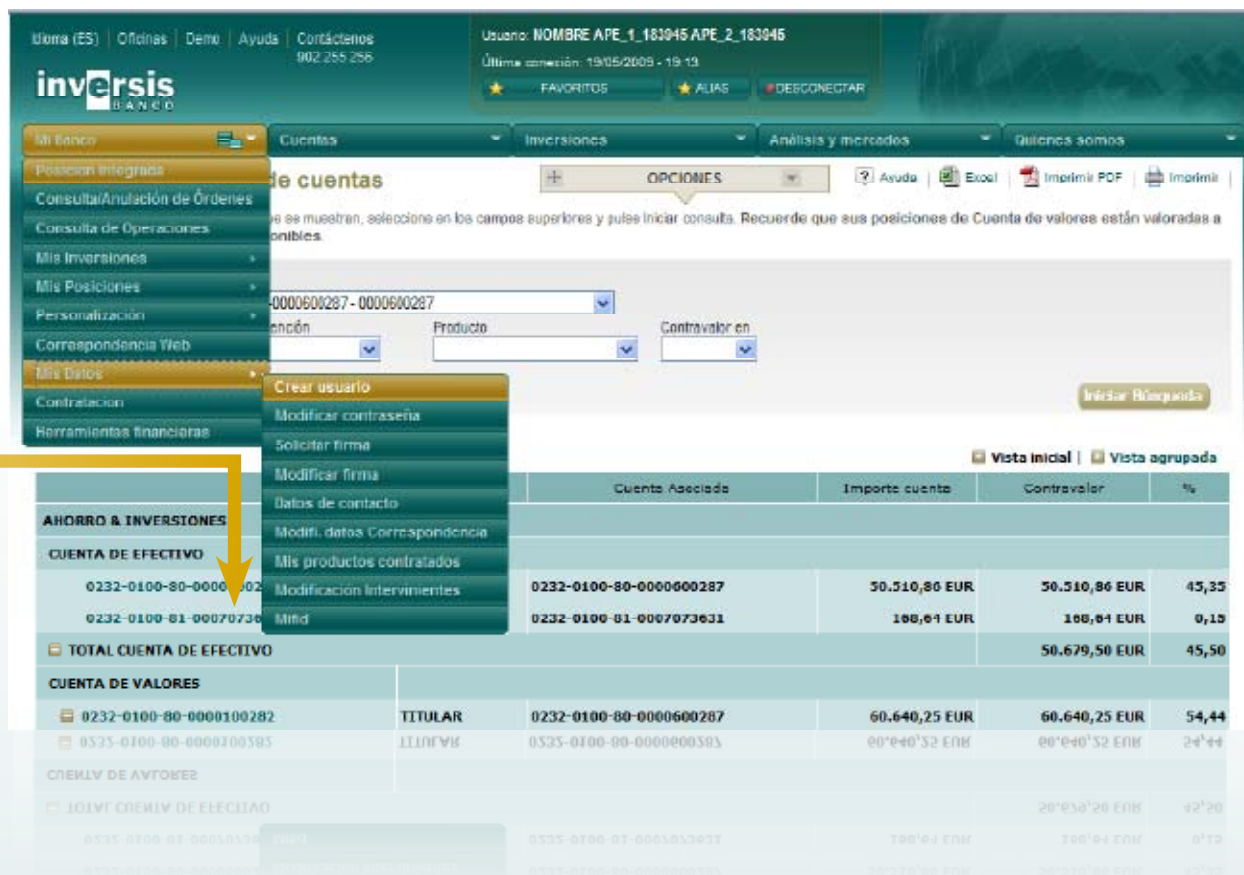 Idioma (ES) | Oficinas | Demo | Ayuda | Contáctenos
902 255 256
Usuario: NOMBRE APE_1_183945 APE_2_183945
Última conexión: 19/05/2009 - 19:13
inversis
BANCO
FAVORITOS ALIAS DESCONECTAR
Mi Banco Cuentas Inversiones Análisis y mercados Quienes somos
Posicion integrada
de cuentas
OPCIONES
Ayuda | Excel | Imprimir PDF | Imprimir
Consulta/Anulación de Órdenes
se muestran, seleccione en los campos superiores y pulse Iniciar consulta. Recuerde que sus posiciones de Cuenta de valores están valoradas a
Consulta de Operaciones
onibles.
Mis Inversiones
Mis Posiciones
-0000600287 - 0000600287
Personalización
ención Producto Contravalor en
Correspondencia Web
Mis Datos
Contratacion
Herramientas financieras
Crear usuario
Modificar contraseña
Solicitar firma
Modificar firma
Datos de contacto
Modifi. datos Correspondencia
Mis productos contratados
Modificación Intervinientes
Mifid
Iniciar Búsqueda
Vista inicial | Vista agrupada
Cuenta Asociada Importe cuenta Contravalor %
AHORRO & INVERSIONES
CUENTA DE EFECTIVO
0232-0100-80-0000 0232-0100-80-0000600287 50.510,86 EUR 50.510,86 EUR 45,35
0232-0100-81-00070736 0232-0100-81-0007073631 168,64 EUR 168,64 EUR 0,15
TOTAL CUENTA DE EFECTIVO 50.679,50 EUR 45,50
CUENTA DE VALORES
0232-0100-80-0000100282 TITULAR 0232-0100-80-0000600287 60.640,25 EUR 60.640,25 EUR 54,44